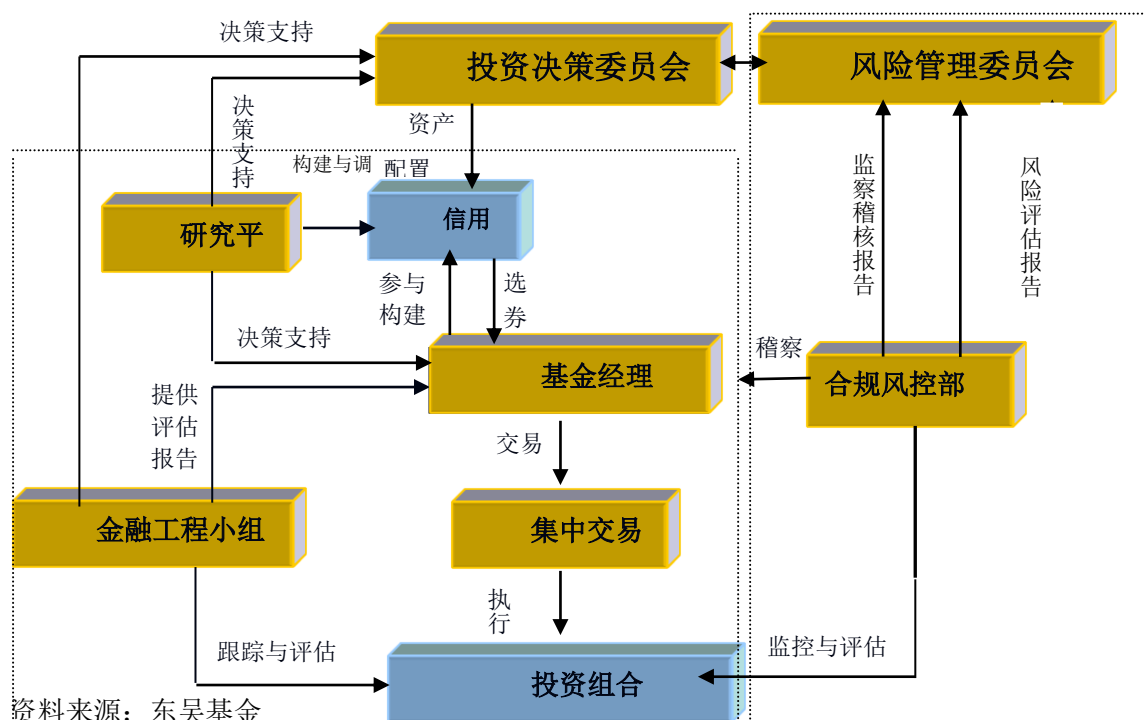 决策支持
投资决策委员会
风险管理委员会
决策支持
资产
配置
构建与调
监察稽核报告
风险评估报告
研究平
信用
参与
构建
选
券
决策支持
基金经理
稽察
合规风控部
提供
评估
报告
交易
金融工程小组
集中交易
执
行
跟踪与评估
投资组合
监控与评估
资料来源：东吴基金